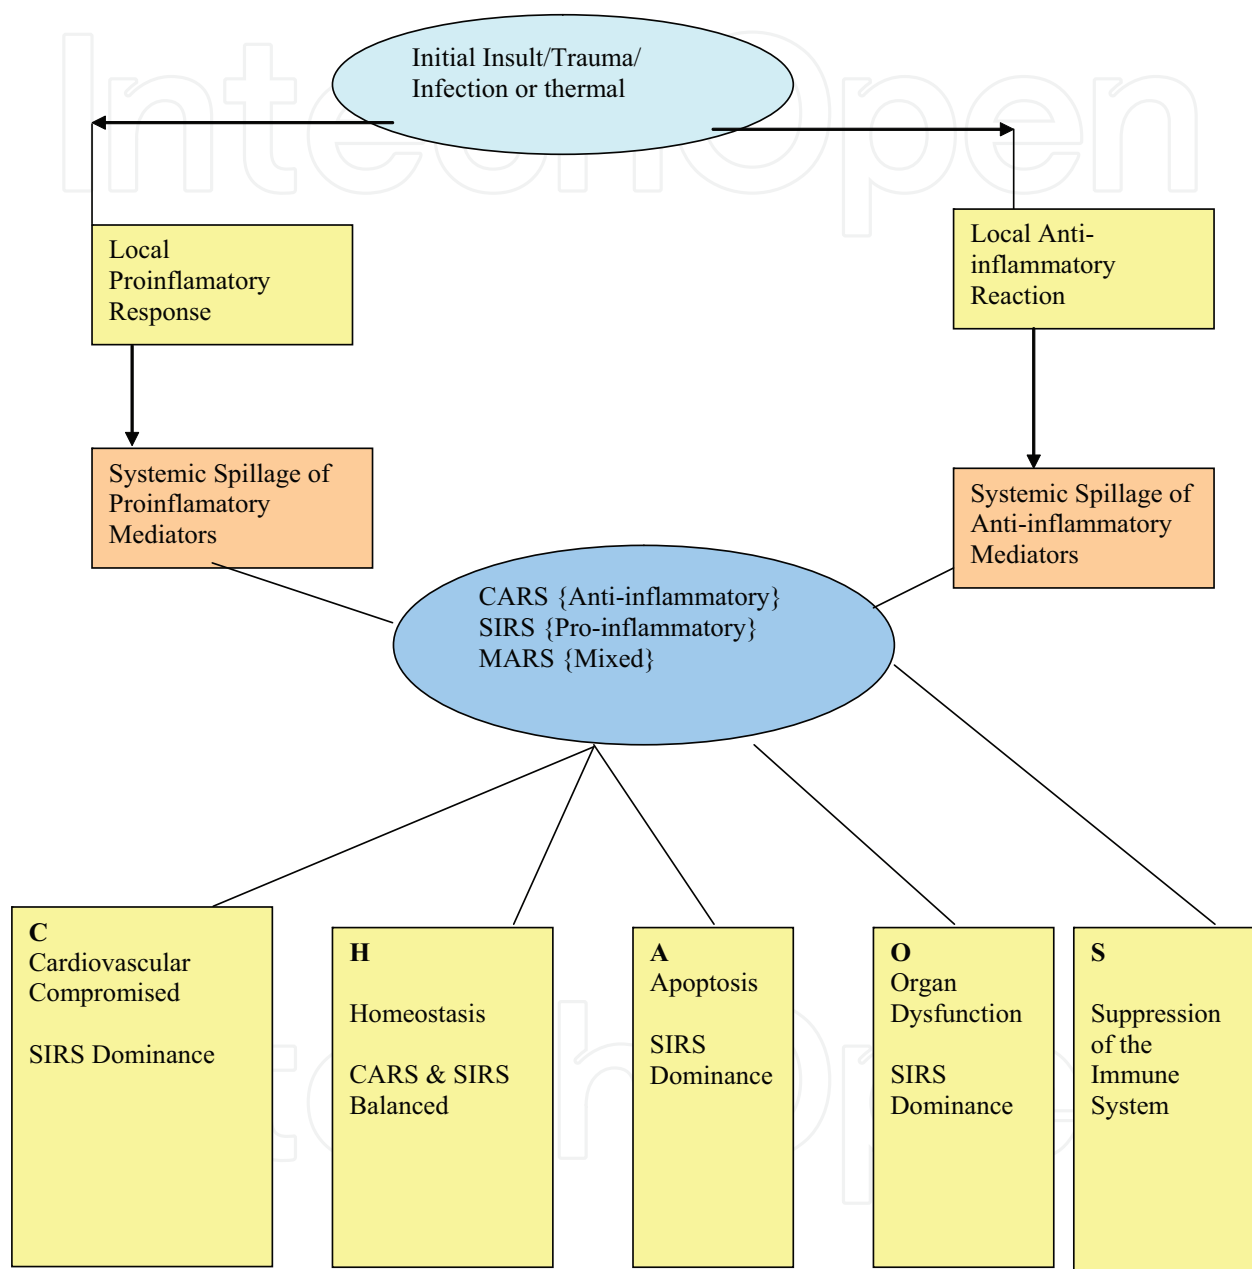 IntechOpen
Initial Insult/Trauma/
Infection or thermal
Local
Proinflamatory
Response
Local Anti-
inflammatory
Reaction
Systemic Spillage of
Proinflamatory
Mediators
Systemic Spillage of
Anti-inflammatory
Mediators
CARS {Anti-inflammatory}
SIRS {Pro-inflammatory}
MARS {Mixed}
C
Cardiovascular
Compromised
SIRS Dominance
H
Homeostasis
CARS & SIRS
Balanced
A
Apoptosis
SIRS
Dominance
O
Organ
Dysfunction
SIRS
Dominance
S
Suppression
of the
Immune
System
IntechOpen